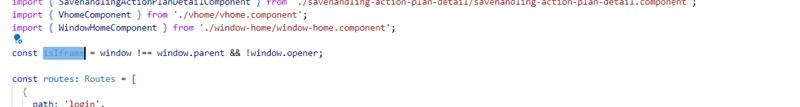 import { SavehandlingActionPlanDetailComponent } from './savehandling-action-plan-detail/savehandling-action-plan-detail.component';
import { VhomeComponent } from './vhome/vhome.component';
import { WindowHomeComponent } from './window-home/window-home.component';
const isIframe = window !== window.parent && !window.opener;
const routes: Routes = [
{
path: 'login',